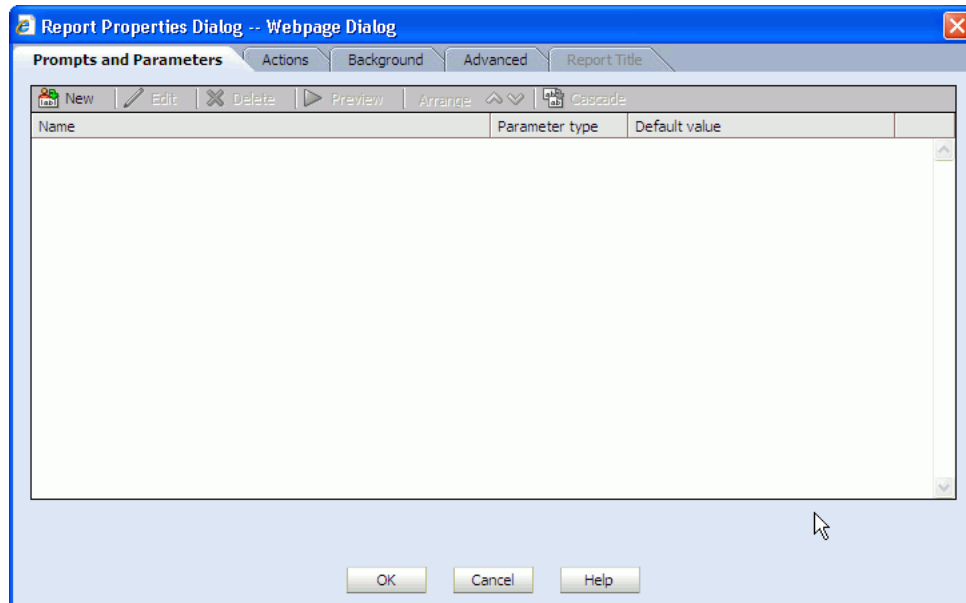 Report Properties Dialog -- Webpage Dialog
Prompts and Parameters Actions Background Advanced Report Title
New Edit Delete Preview Arrange Cascade
Name Parameter type Default value
OK Cancel Help